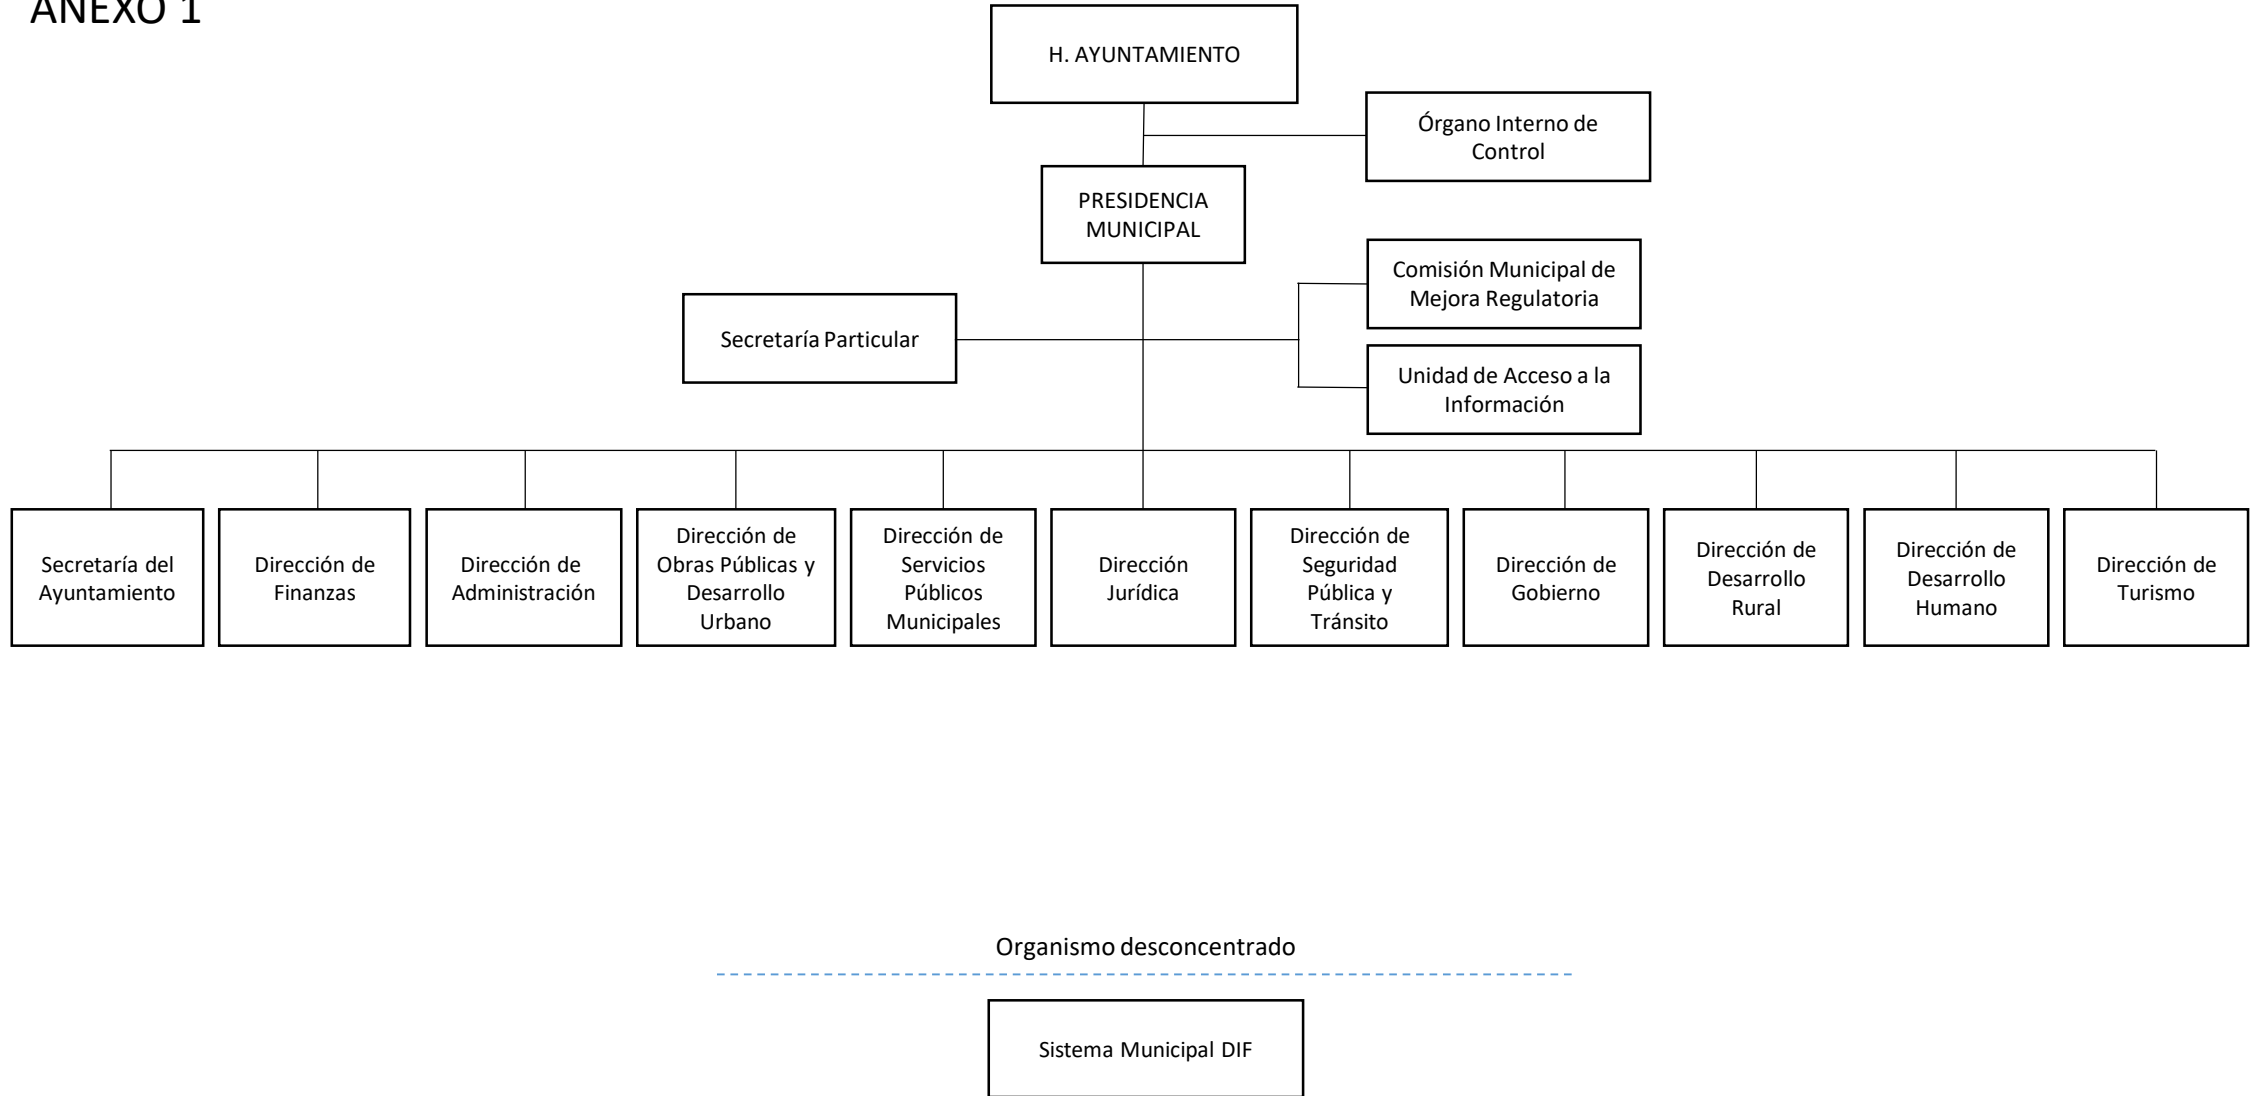 ANEXO 1
H. AYUNTAMIENTO
Órgano Interno de
Control
PRESIDENCIA
MUNICIPAL
Comisión Municipal de
Mejora Regulatoria
Secretaría Particular
Unidad de Acceso a la
Información
Secretaría del
Ayuntamiento
Dirección de
Finanzas
Dirección de
Administración
Dirección de
Obras Públicas y
Desarrollo
Urbano
Dirección de
Servicios
Públicos
Municipales
Dirección
Jurídica
Dirección de
Seguridad
Pública y
Tránsito
Dirección de
Gobierno
Dirección de
Desarrollo
Rural
Dirección de
Desarrollo
Humano
Dirección de
Turismo
Organismo desconcentrado
Sistema Municipal DIF